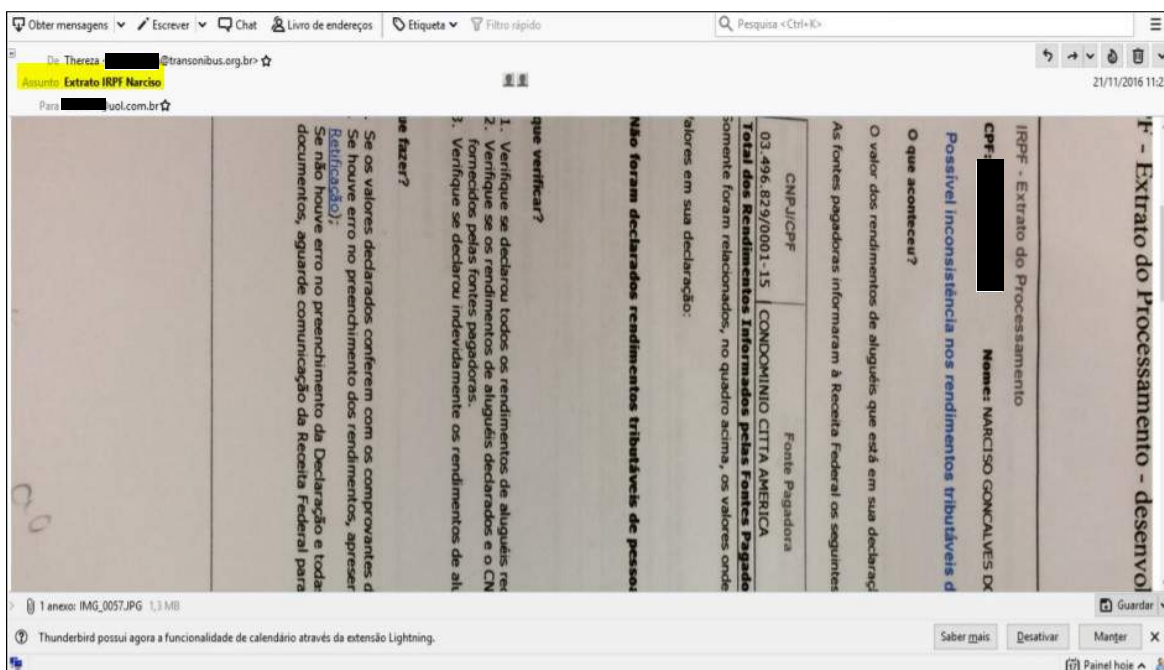 Obter mensagens Escrever Chat Livro de endereços Etiqueta Filtro rápido Pesquisa <Ctrl+K>
De Thereza < @transonibus.org.br>
Assunto Extrato IRPF Narciso 21/11/2016 11:2
Para uol.com.br
F - Extrato do Processamento - desenvol
IRPF - Extrato do Processamento
CPF: Nome: NARCISO GONCALVES DO
Possível inconsistência nos rendimentos tributáveis d
O que aconteceu?
O valor dos rendimentos de aluguéis que está em sua declaraçã
As fontes pagadoras informaram à Receita Federal os seguintes
CNPJ/CPF Fonte Pagadora
03.496.829/0001-15 CONDOMINIO CITTA AMERICA
Total dos Rendimentos Informados pelas Fontes Pagado
Somente foram relacionados, no quadro acima, os valores onde
alores em sua declaração:
Não foram declarados rendimentos tributáveis de pessoa
que verificar?
1. Verifique se declarou todos os rendimentos de aluguéis rec
2. Verifique se os rendimentos de aluguéis declarados e o CN
fornecidos pelas fontes pagadoras.
3. Verifique se declarou indevidamente os rendimentos de alu
ue fazer?
Se os valores declarados conferem com os comprovantes d
Se houve erro no preenchimento dos rendimentos, apresen
Retificação);
Se não houve erro no preenchimento da Declaração e todas
documentos, aguarde comunicação da Receita Federal para
1 anexo: IMG_0057.JPG 1,3 MB Guardar
Thunderbird possui agora a funcionalidade de calendário através da extensão Lightning. Saber mais Desativar Manter
Painel hoje